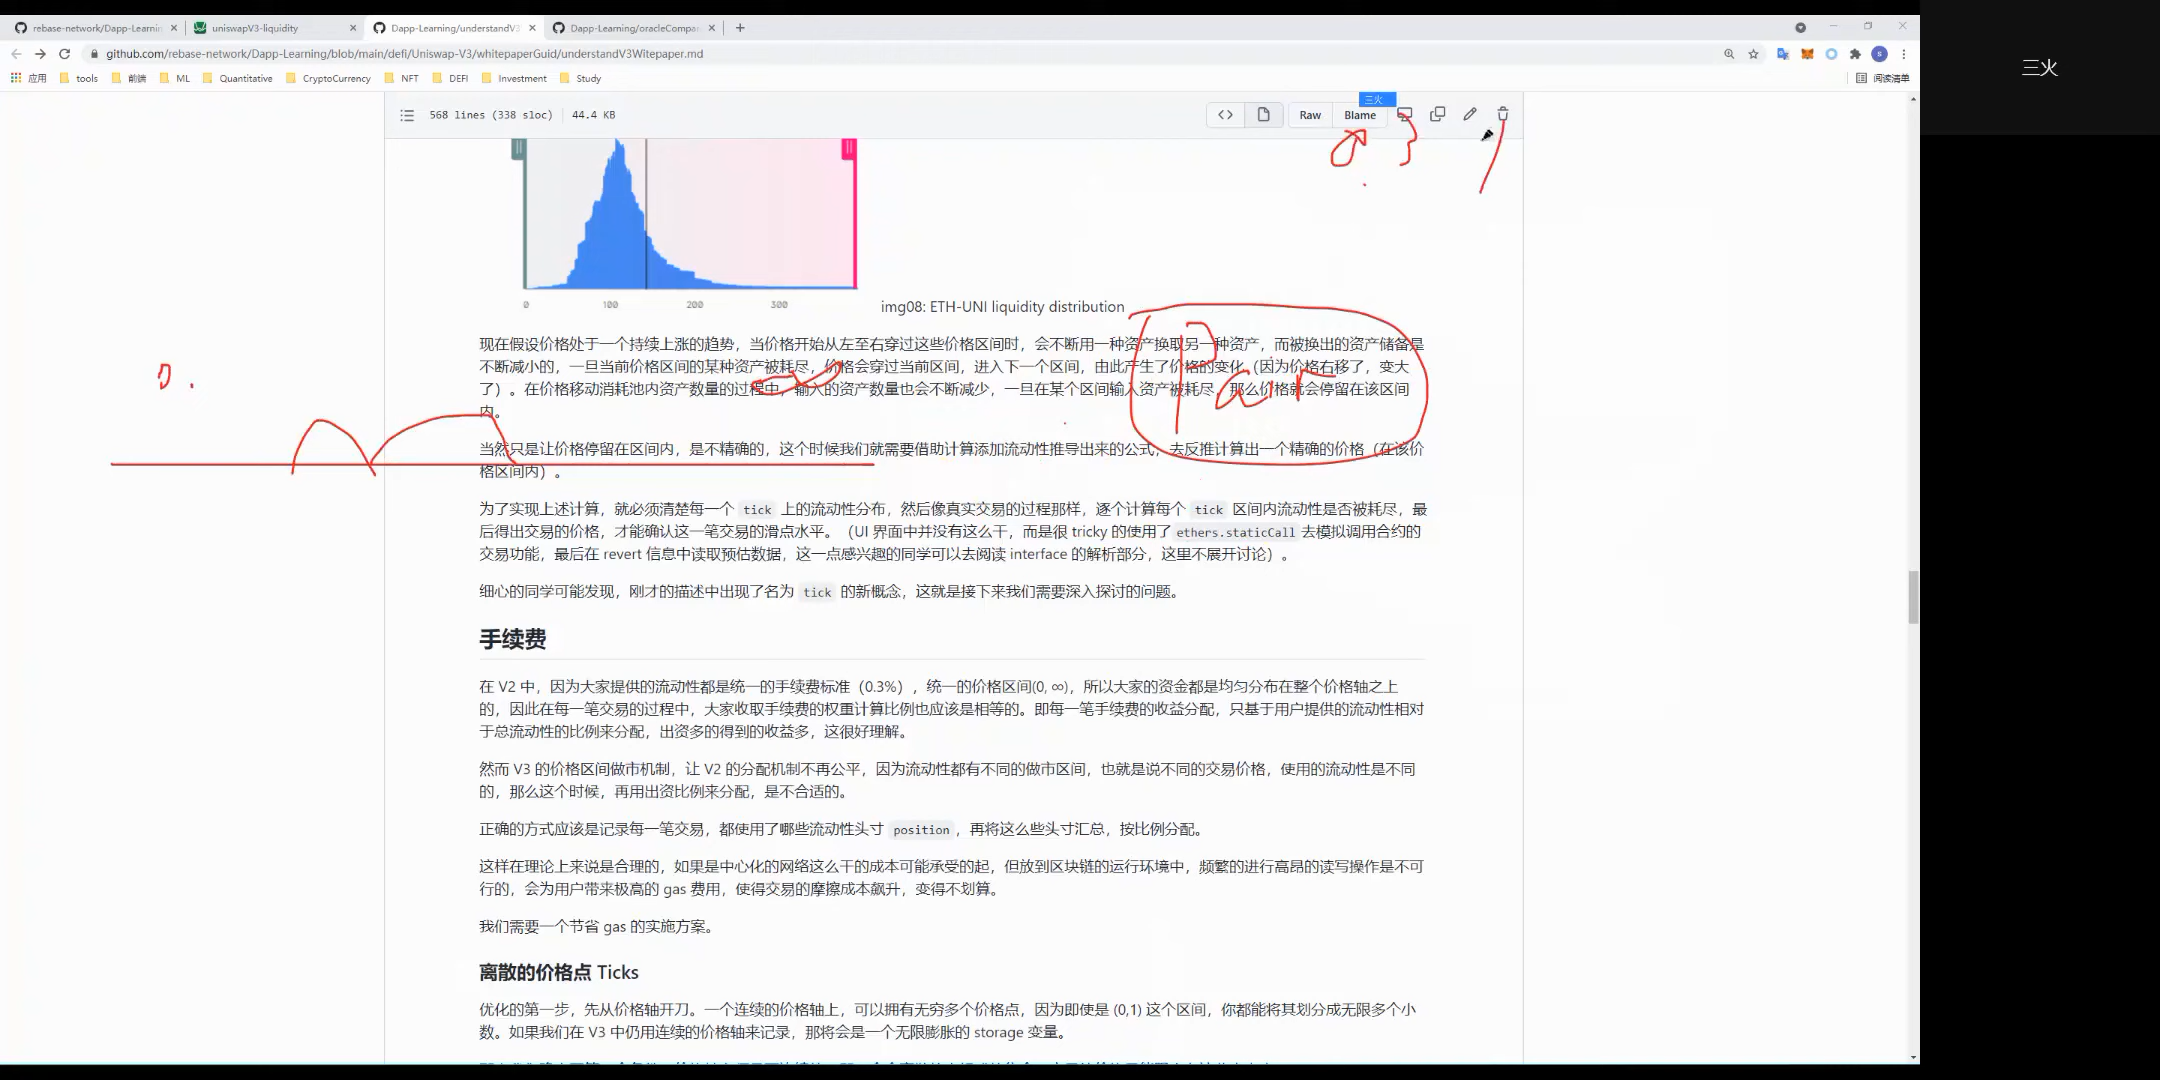 rebase-network/Dapp-Learnin
uniswapV3-liquidity
Dapp-Learning/understandV3
Dapp-Learning/oracleCompar
github.com/rebase-network/Dapp-Learning/blob/main/defi/Uniswap-V3/whitepaperGuid/understandV3Witepaper.md
应用 tools 前端 ML Quantitative CryptoCurrency NFT DEFI Investment Study 阅读清单
三火
三火
568 lines (338 sloc) 44.4 KB
Raw Blame
0 100 200 300
img08: ETH-UNI liquidity distribution
现在假设价格处于一个持续上涨的趋势，当价格开始从左至右穿过这些价格区间时，会不断用一种资产换取另一种资产，而被换出的资产储备是
不断减小的，一旦当前价格区间的某种资产被耗尽，价格会穿过当前区间，进入下一个区间，由此产生了价格的变化（因为价格右移了，变大
了）。在价格移动消耗池内资产数量的过程中，输入的资产数量也会不断减少，一旦在某个区间输入资产被耗尽，那么价格就会停留在该区间
内。
Par
0.
当然只是让价格停留在区间内，是不精确的，这个时候我们就需要借助计算添加流动性推导出来的公式，去反推计算出一个精确的价格（在该价
格区间内）。
为了实现上述计算，就必须清楚每一个 tick 上的流动性分布，然后像真实交易的过程那样，逐个计算每个 tick 区间内流动性是否被耗尽，最
后得出交易的价格，才能确认这一笔交易的滑点水平。（UI 界面中并没有这么干，而是很 tricky 的使用了 ethers.staticCall 去模拟调用合约的
交易功能，最后在 revert 信息中读取预估数据，这一点感兴趣的同学可以去阅读 interface 的解析部分，这里不展开讨论）。
细心的同学可能发现，刚才的描述中出现了名为 tick 的新概念，这就是接下来我们需要深入探讨的问题。
手续费
在 V2 中，因为大家提供的流动性都是统一的手续费标准（0.3%），统一的价格区间(0, ∞)，所以大家的资金都是均匀分布在整个价格轴之上
的，因此在每一笔交易的过程中，大家收取手续费的权重计算比例也应该是相等的。即每一笔手续费的收益分配，只基于用户提供的流动性相对
于总流动性的比例来分配，出资多的得到的收益多，这很好理解。
然而 V3 的价格区间做市机制，让 V2 的分配机制不再公平，因为流动性都有不同的做市区间，也就是说不同的交易价格，使用的流动性是不同
的，那么这个时候，再用出资比例来分配，是不合适的。
正确的方式应该是记录每一笔交易，都使用了哪些流动性头寸 position，再将这么些头寸汇总，按比例分配。
这样在理论上来说是合理的，如果是中心化的网络这么干的成本可能承受的起，但放到区块链的运行环境中，频繁的进行高昂的读写操作是不可
行的，会为用户带来极高的 gas 费用，使得交易的摩擦成本飙升，变得不划算。
我们需要一个节省 gas 的实施方案。
离散的价格点 Ticks
优化的第一步，先从价格轴开刀。一个连续的价格轴上，可以拥有无穷多个价格点，因为即使是 (0,1) 这个区间，你都能将其划分成无限多个小
数。如果我们在 V3 中仍用连续的价格轴来记录，那将会是一个无限膨胀的 storage 变量。